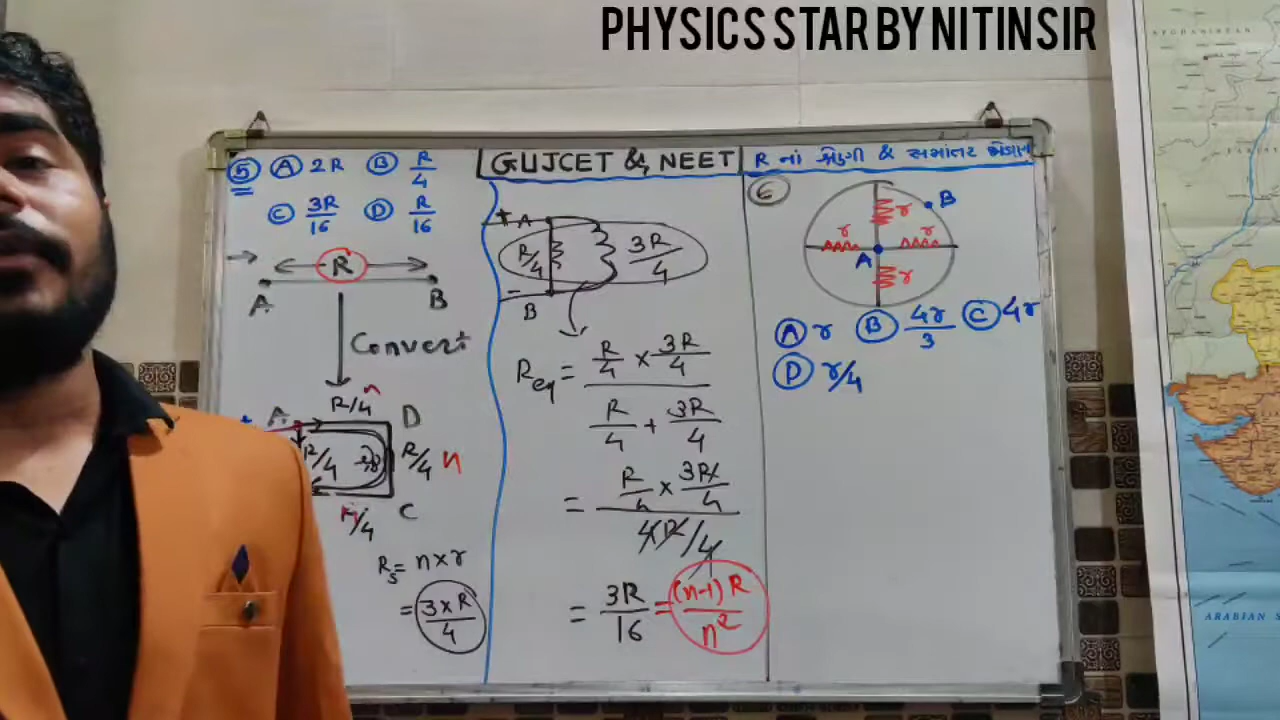 PHYSICS STAR BY NITIN SIR
GUJCET & NEET
R નાં શ્રેણી & સમાંતર જોડાણ
5 A 2R B R/4
C 3R/16 D R/16
R
A B
Convert
R/4 n
A D
R/4 R/4 n
C
/4
Rs = n×r
= 3×R/4
+ A
R/4 3R/4
- B
Req = R/4 × 3R/4
R/4 + 3R/4
= R/4 × 3R/4
4R/4
= 3R/16 = (n-1)R/n²
6
r B
r r
A
r
A r B 4r/3 C 4r
D r/4
ARABIAN